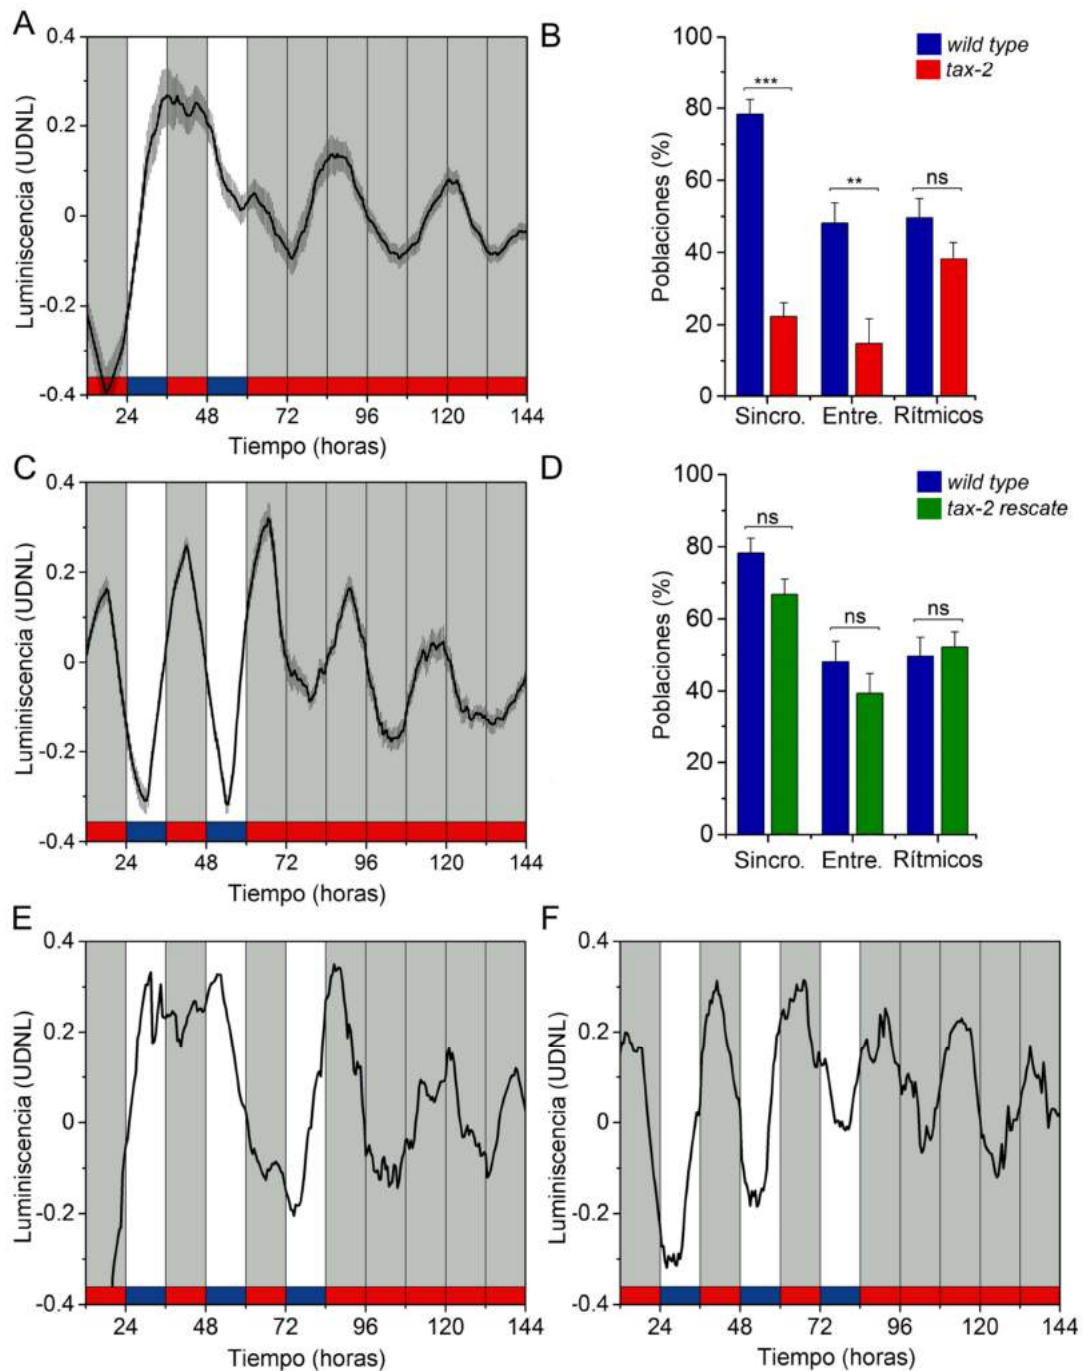 A
Luminiscencia (UDNL)
0.4
0.2
0
-0.2
-0.4
24 48 72 96 120 144
Tiempo (horas)
B
Poblaciones (%)
100
80
60
40
20
0
wild type
tax-2
***
**
ns
Sincro. Entre. Rítmicos
C
Luminiscencia (UDNL)
0.4
0.2
0
-0.2
-0.4
24 48 72 96 120 144
Tiempo (horas)
D
Poblaciones (%)
100
80
60
40
20
0
wild type
tax-2 rescate
ns
ns
ns
Sincro. Entre. Rítmicos
E
Luminiscencia (UDNL)
0.4
0.2
0
-0.2
-0.4
24 48 72 96 120 144
Tiempo (horas)
F
Luminiscencia (UDNL)
0.4
0.2
0
-0.2
-0.4
24 48 72 96 120 144
Tiempo (horas)